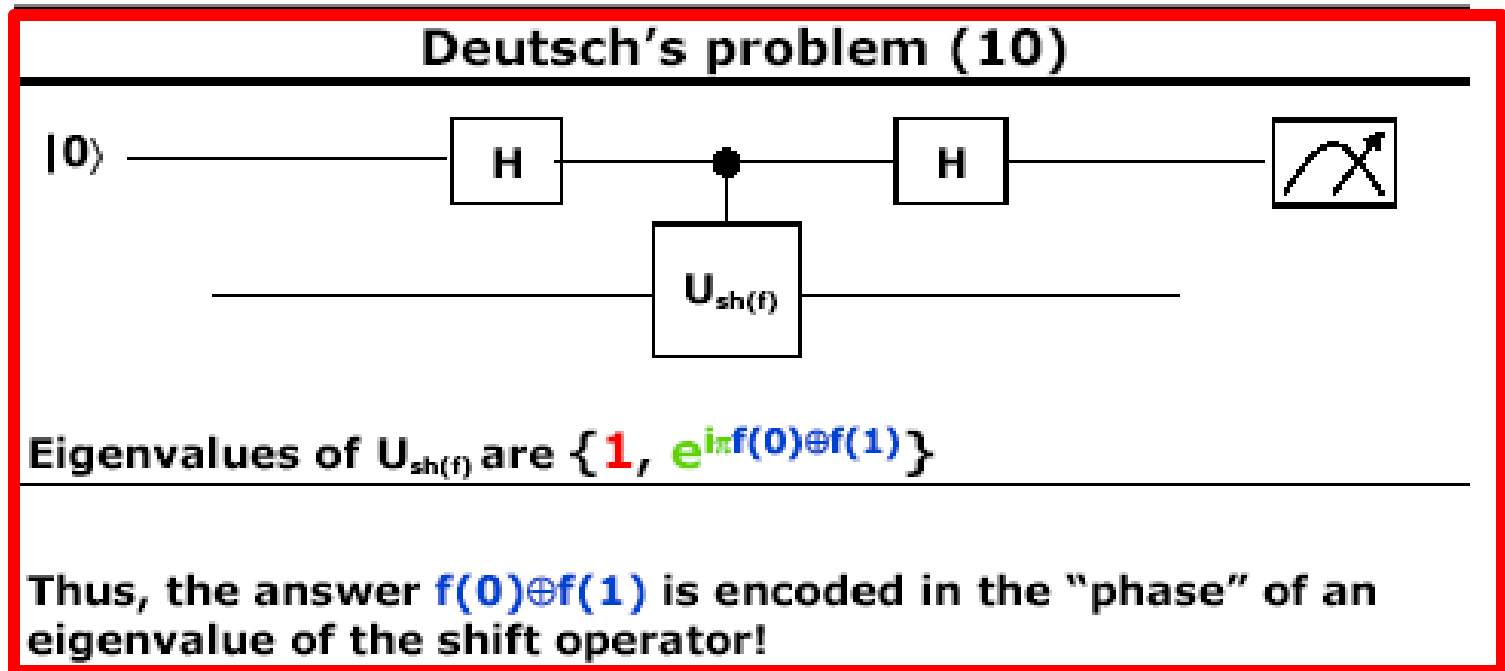 Deutsch’s problem (10)
|0⟩
H
H
U_sh(f)
Eigenvalues of U_sh(f) are {1, e^iπf(0)⊕f(1)}
Thus, the answer f(0)⊕f(1) is encoded in the “phase” of an
eigenvalue of the shift operator!